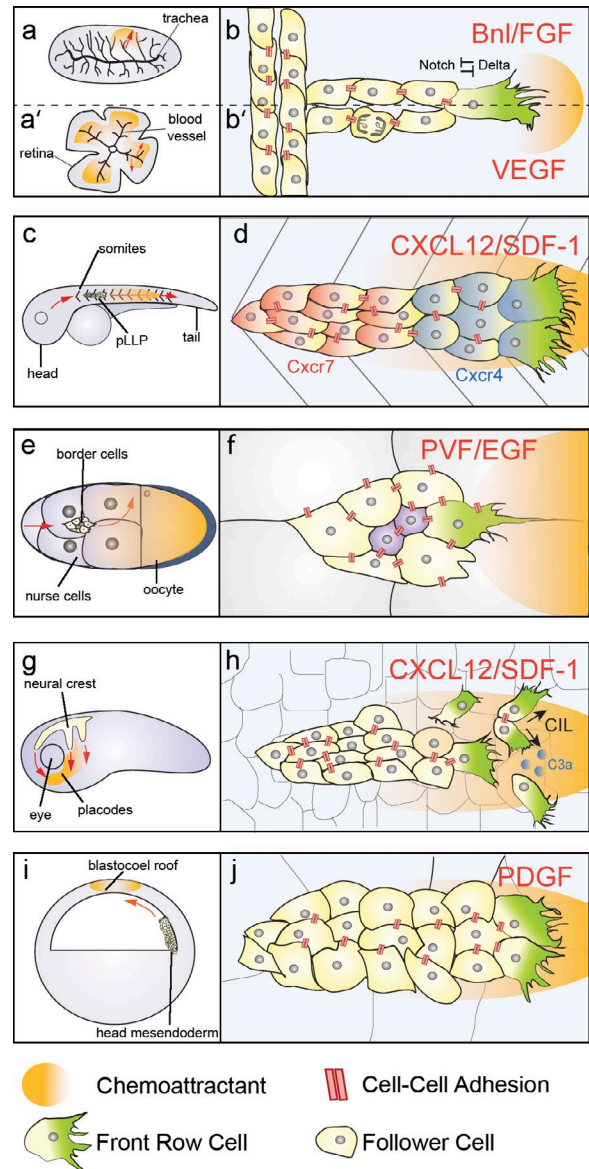 a
trachea
b
Bnl/FGF
Notch
Delta
a'
blood
vessel
retina
b'
VEGF
c
somites
pLLP
tail
head
d
CXCL12/SDF-1
Cxcr7
Cxcr4
e
border cells
nurse cells
oocyte
f
PVF/EGF
g
neural crest
eye
placodes
h
CXCL12/SDF-1
CIL
C3a
i
blastocoel roof
head mesendoderm
j
PDGF
Chemoattractant
Cell-Cell Adhesion
Front Row Cell
Follower Cell